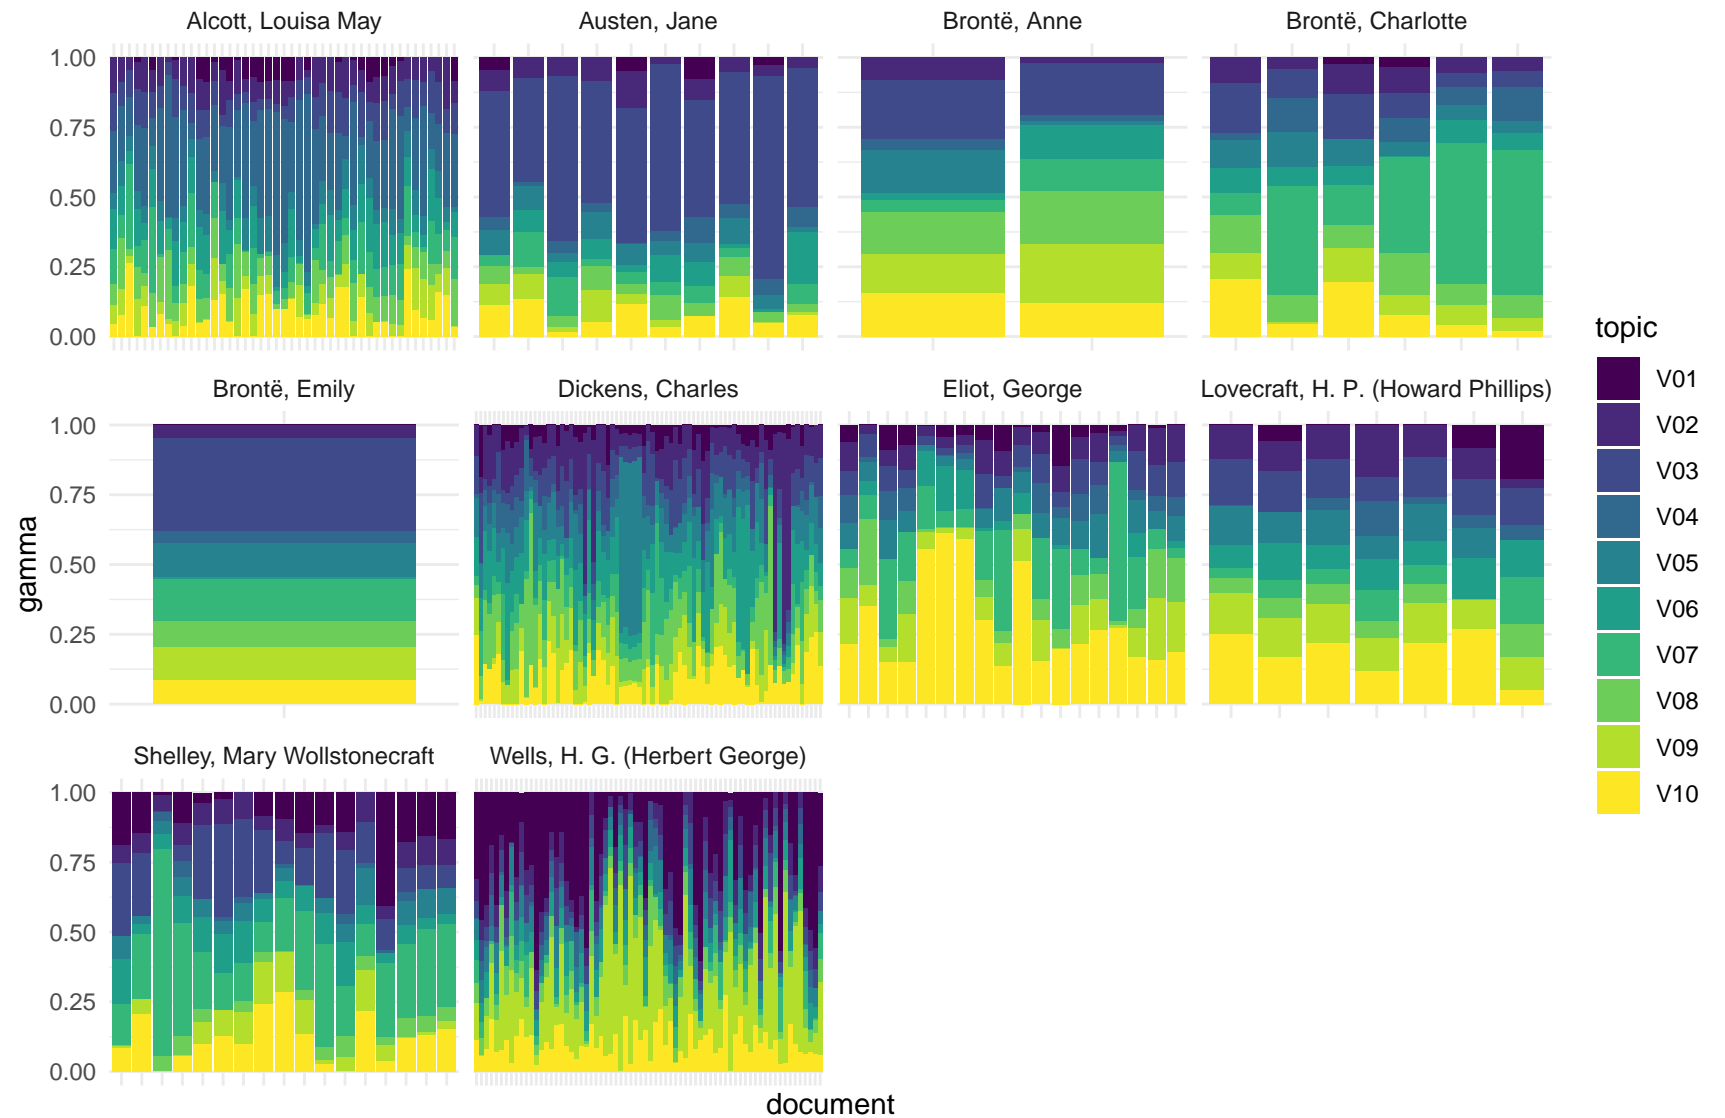 Alcott, Louisa May
Austen, Jane
Brontë, Anne
Brontë, Charlotte
1.00
0.75
0.50
0.25
0.00
Brontë, Emily
Dickens, Charles
Eliot, George
Lovecraft, H. P. (Howard Phillips)
1.00
0.75
0.50
0.25
0.00
Shelley, Mary Wollstonecraft
Wells, H. G. (Herbert George)
1.00
0.75
0.50
0.25
0.00
gamma
document
topic
V01
V02
V03
V04
V05
V06
V07
V08
V09
V10